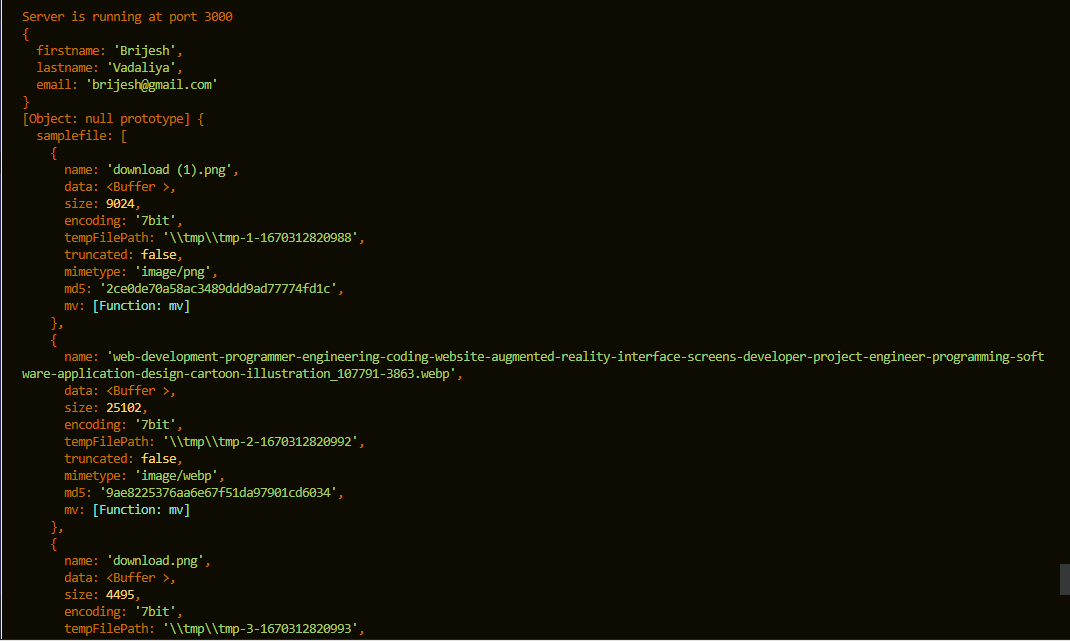 Server is running at port 3000
{
  firstname: 'Brijesh',
  lastname: 'Vadaliya',
  email: 'brijesh@gmail.com'
}
[Object: null prototype] {
  samplefile: [
    {
      name: 'download (1).png',
      data: <Buffer >,
      size: 9024,
      encoding: '7bit',
      tempFilePath: '\\tmp\\tmp-1-1670312820988',
      truncated: false,
      mimetype: 'image/png',
      md5: '2ce0de70a58ac3489ddd9ad77774fd1c',
      mv: [Function: mv]
    },
    {
      name: 'web-development-programmer-engineering-coding-website-augmented-reality-interface-screens-developer-project-engineer-programming-soft
ware-application-design-cartoon-illustration_107791-3863.webp',
      data: <Buffer >,
      size: 25102,
      encoding: '7bit',
      tempFilePath: '\\tmp\\tmp-2-1670312820992',
      truncated: false,
      mimetype: 'image/webp',
      md5: '9ae8225376aa6e67f51da97901cd6034',
      mv: [Function: mv]
    },
    {
      name: 'download.png',
      data: <Buffer >,
      size: 4495,
      encoding: '7bit',
      tempFilePath: '\\tmp\\tmp-3-1670312820993',